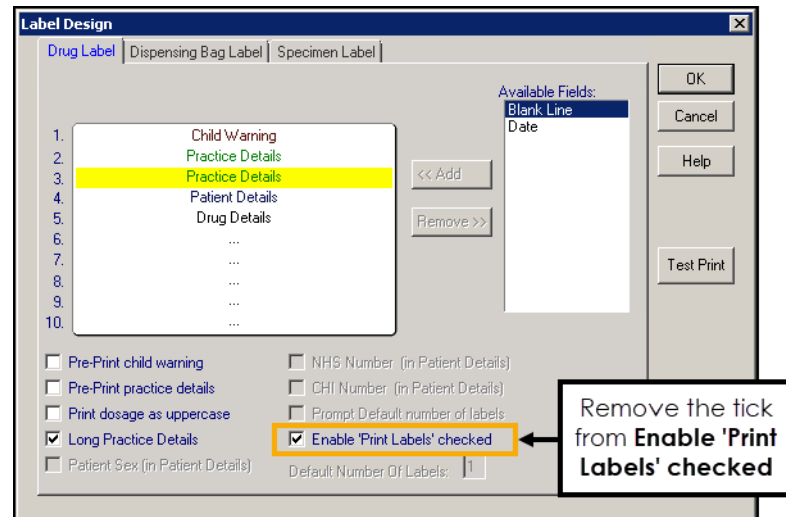 Label Design
Drug Label Dispensing Bag Label Specimen Label
Available Fields:
Blank Line
Date
OK
Cancel
Help
Test Print
1. Child Warning
2. Practice Details
3. Practice Details
4. Patient Details
5. Drug Details
6. ...
7. ...
8. ...
9. ...
10. ...
<< Add
Remove >>
Pre-Print child warning
Pre-Print practice details
Print dosage as uppercase
Long Practice Details
Patient Sex (in Patient Details)
NHS Number (in Patient Details)
CHI Number (in Patient Details)
Prompt Default number of labels
Enable 'Print Labels' checked
Default Number Of Labels: 1
Remove the tick
from Enable 'Print
Labels' checked